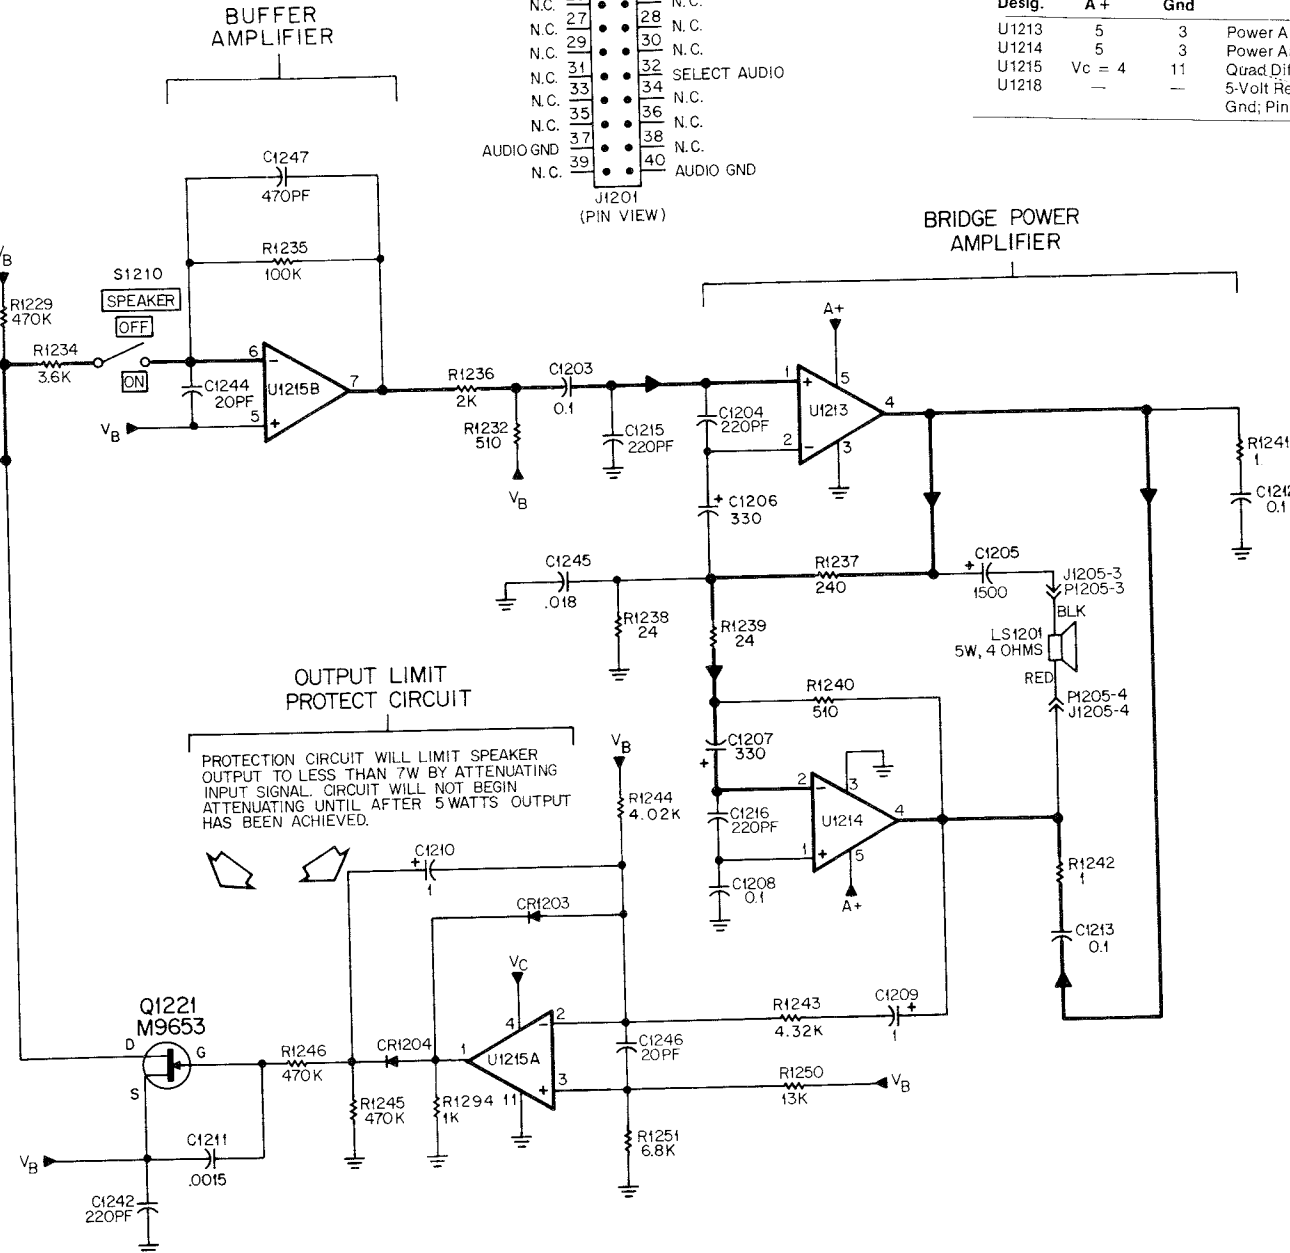 BUFFER
AMPLIFIER
N.C.
N.C. 27
28 N.C.
N.C. 29
30 N.C.
N.C. 31
32 SELECT AUDIO
N.C. 33
34 N.C.
N.C. 35
36 N.C.
AUDIO GND 37
38 N.C.
N.C. 39
40 AUDIO GND
J1201
(PIN VIEW)
Desig. A+ Gnd
U1213 5 3 Power A
U1214 5 3
U1215 Vc = 4 11
U1218 — —
Gnd; Pin
C1247
470PF
R1235
100K
VB
R1229
470K
S1210
SPEAKER
OFF
ON
R1234
3.6K
6
-
U1215B
7
5
+
C1244
20PF
VB
R1236
2K
R1232
510
VB
C1203
0.1
C1215
220PF
BRIDGE POWER
AMPLIFIER
A+
1
+
5
U1213
4
2
-
3
C1204
220PF
+ C1206
330
R1241
1
0.1
C1245
.018
R1238
24
R1237
240
+ C1205
1500
J1205-3
P1205-3
BLK
LS1201
5W, 4 OHMS
RED
P1205-4
J1205-4
R1239
24
R1240
510
C1207
330
+
3
2
-
U1214
4
1
+
5
A+
C1216
220PF
C1208
0.1
R1242
1
C1213
0.1
OUTPUT LIMIT
PROTECT CIRCUIT
PROTECTION CIRCUIT WILL LIMIT SPEAKER
OUTPUT TO LESS THAN 7W BY ATTENUATING
INPUT SIGNAL. CIRCUIT WILL NOT BEGIN
ATTENUATING UNTIL AFTER 5 WATTS OUTPUT
HAS BEEN ACHIEVED.
VB
R1244
4.02K
C1210
+
1
CR1203
VC
4
-
2
1
U1215A
11
+
3
CR1204
C1246
20PF
R1243
4.32K
C1209
+
1
R1250
13K
VB
R1251
6.8K
Q1221
M9653
D
G
S
R1246
470K
R1245
470K
R1294
1K
C1211
.0015
VB
C1242
220PF